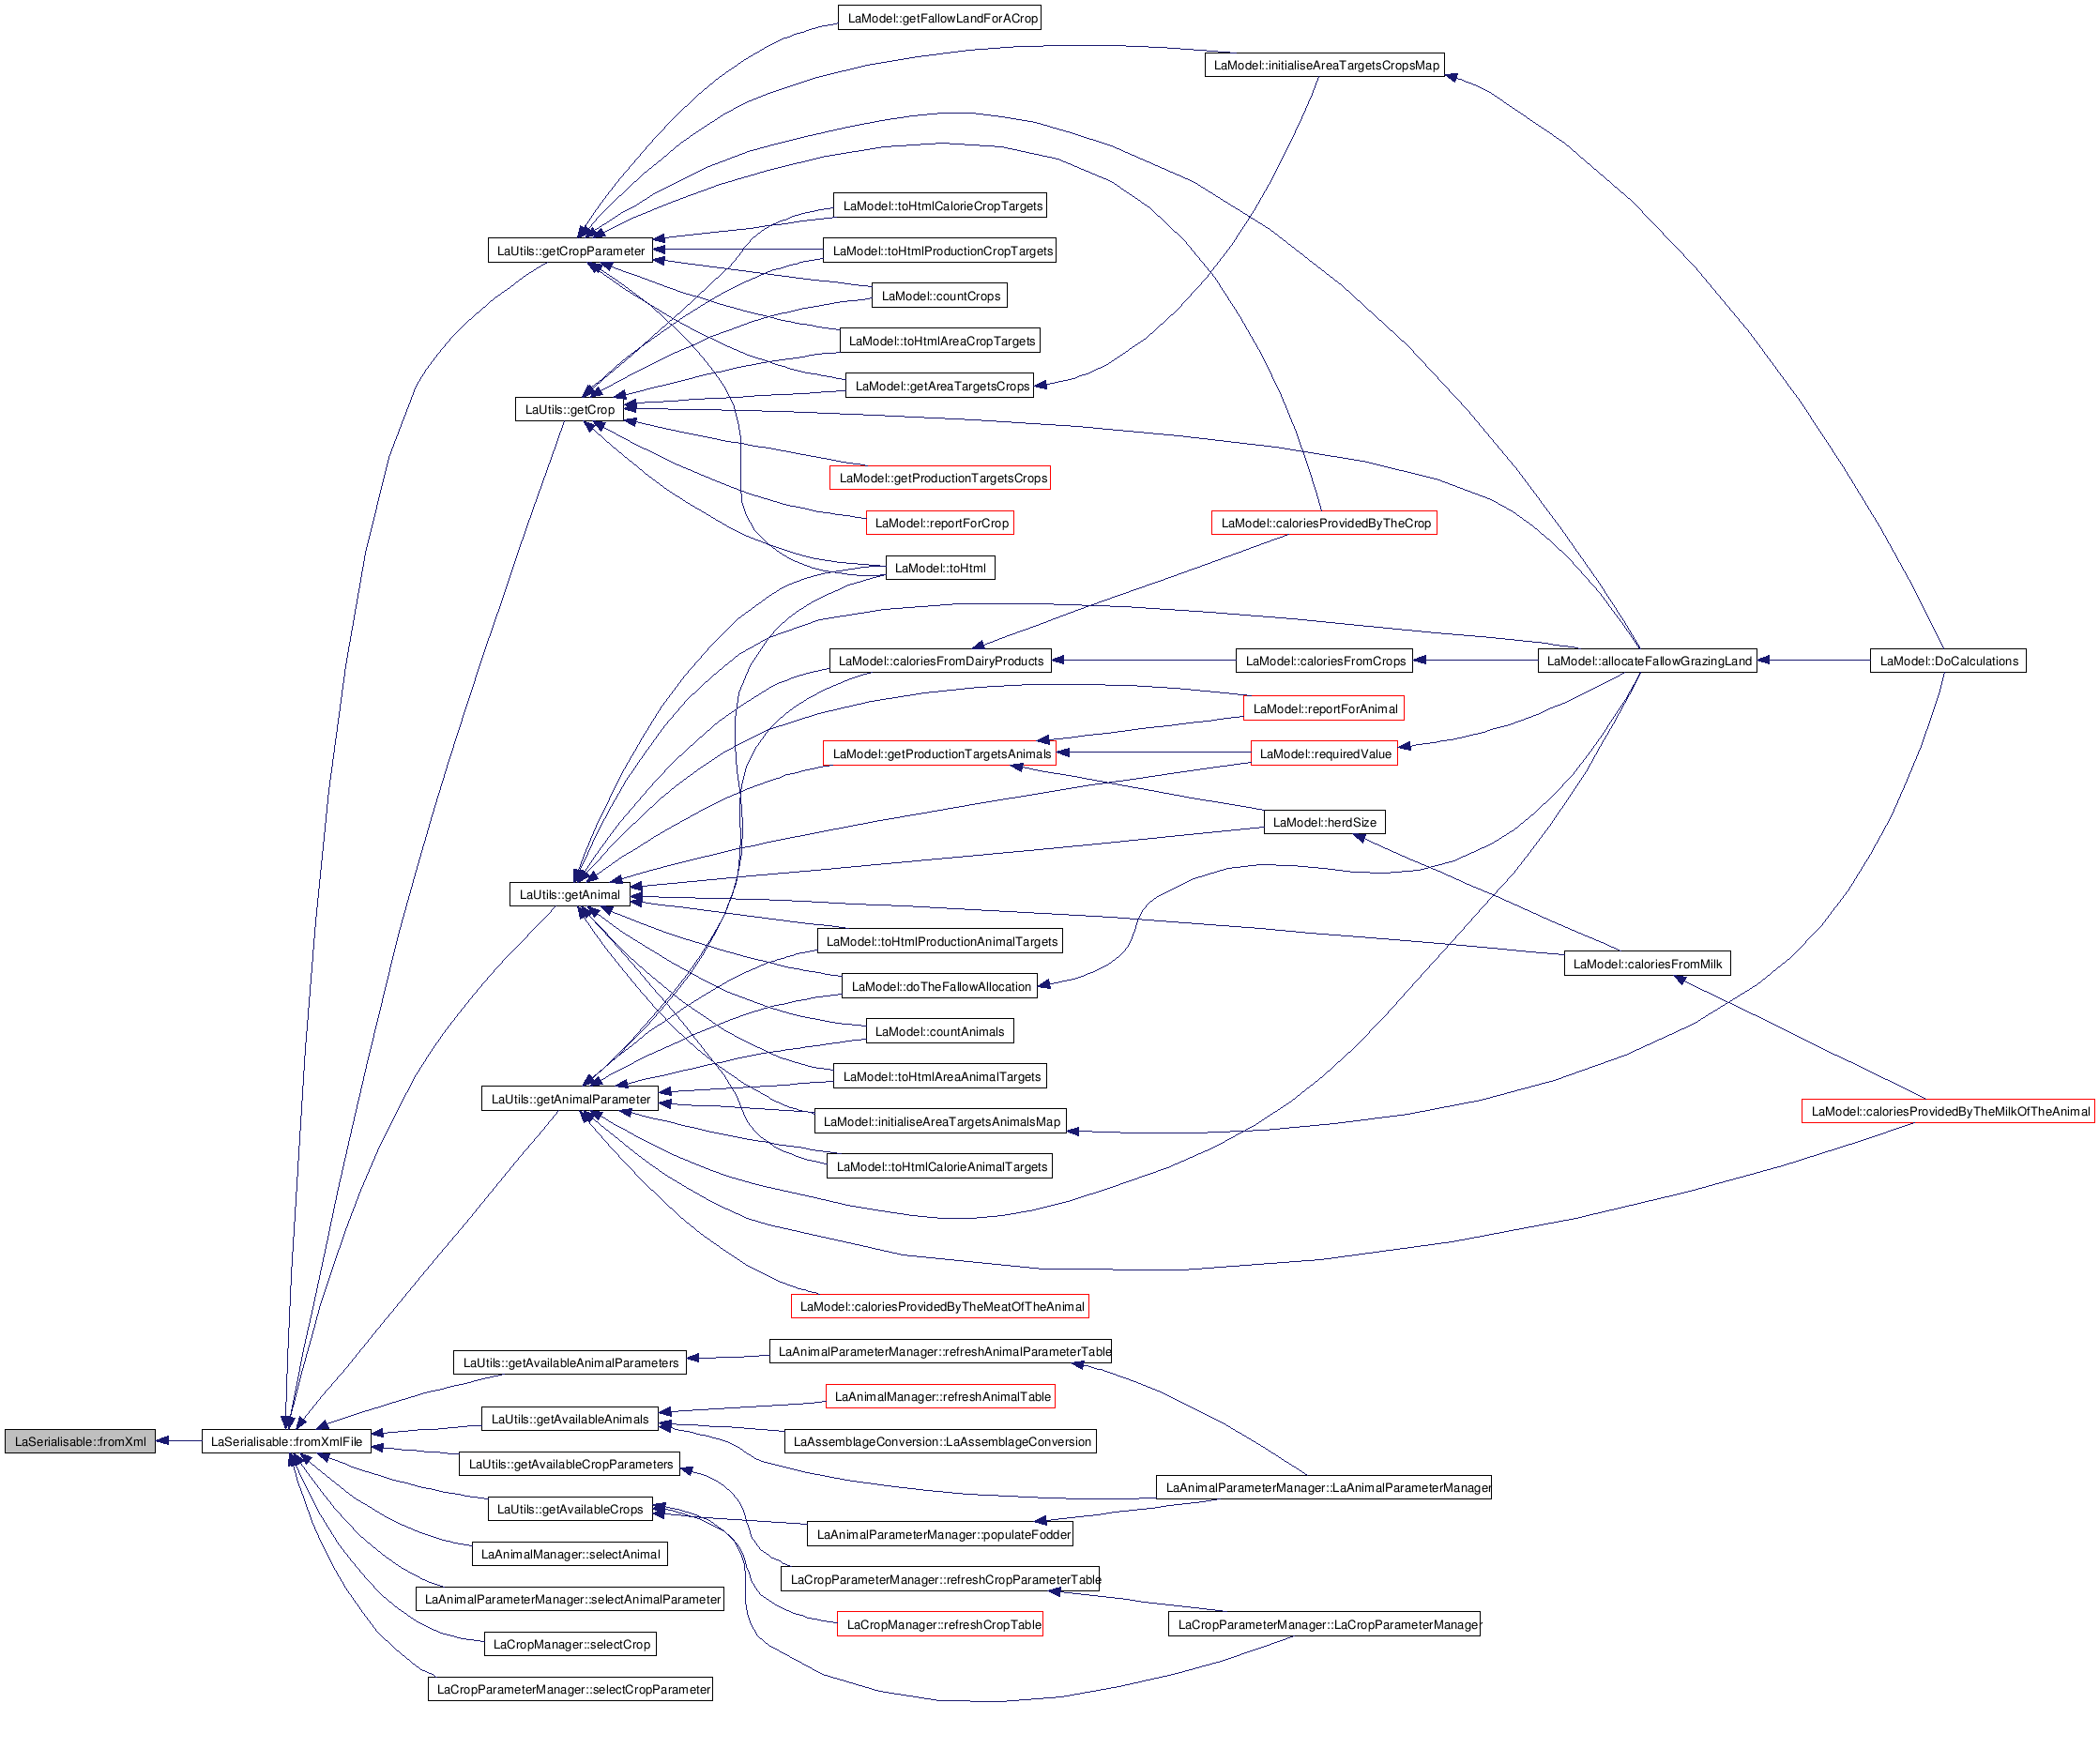 LaModel::getFallowLandForACrop
LaModel::initialiseAreaTargetsCropsMap
LaModel::toHtmlCalorieCropTargets
LaUtils::getCropParameter
LaModel::toHtmlProductionCropTargets
LaModel::countCrops
LaModel::toHtmlAreaCropTargets
LaModel::getAreaTargetsCrops
LaUtils::getCrop
LaModel::getProductionTargetsCrops
LaModel::reportForCrop
LaModel::caloriesProvidedByTheCrop
LaModel::toHtml
LaModel::caloriesFromDairyProducts
LaModel::caloriesFromCrops
LaModel::allocateFallowGrazingLand
LaModel::DoCalculations
LaModel::reportForAnimal
LaModel::getProductionTargetsAnimals
LaModel::requiredValue
LaModel::herdSize
LaUtils::getAnimal
LaModel::toHtmlProductionAnimalTargets
LaModel::caloriesFromMilk
LaModel::doTheFallowAllocation
LaModel::countAnimals
LaModel::toHtmlAreaAnimalTargets
LaUtils::getAnimalParameter
LaModel::caloriesProvidedByTheMilkOfTheAnimal
LaModel::initialiseAreaTargetsAnimalsMap
LaModel::toHtmlCalorieAnimalTargets
LaModel::caloriesProvidedByTheMeatOfTheAnimal
LaAnimalParameterManager::refreshAnimalParameterTable
LaUtils::getAvailableAnimalParameters
LaAnimalManager::refreshAnimalTable
LaUtils::getAvailableAnimals
LaSerialisable::fromXml
LaSerialisable::fromXmlFile
LaAssemblageConversion::LaAssemblageConversion
LaUtils::getAvailableCropParameters
LaAnimalParameterManager::LaAnimalParameterManager
LaUtils::getAvailableCrops
LaAnimalParameterManager::populateFodder
LaAnimalManager::selectAnimal
LaCropParameterManager::refreshCropParameterTable
LaAnimalParameterManager::selectAnimalParameter
LaCropManager::refreshCropTable
LaCropParameterManager::LaCropParameterManager
LaCropManager::selectCrop
LaCropParameterManager::selectCropParameter